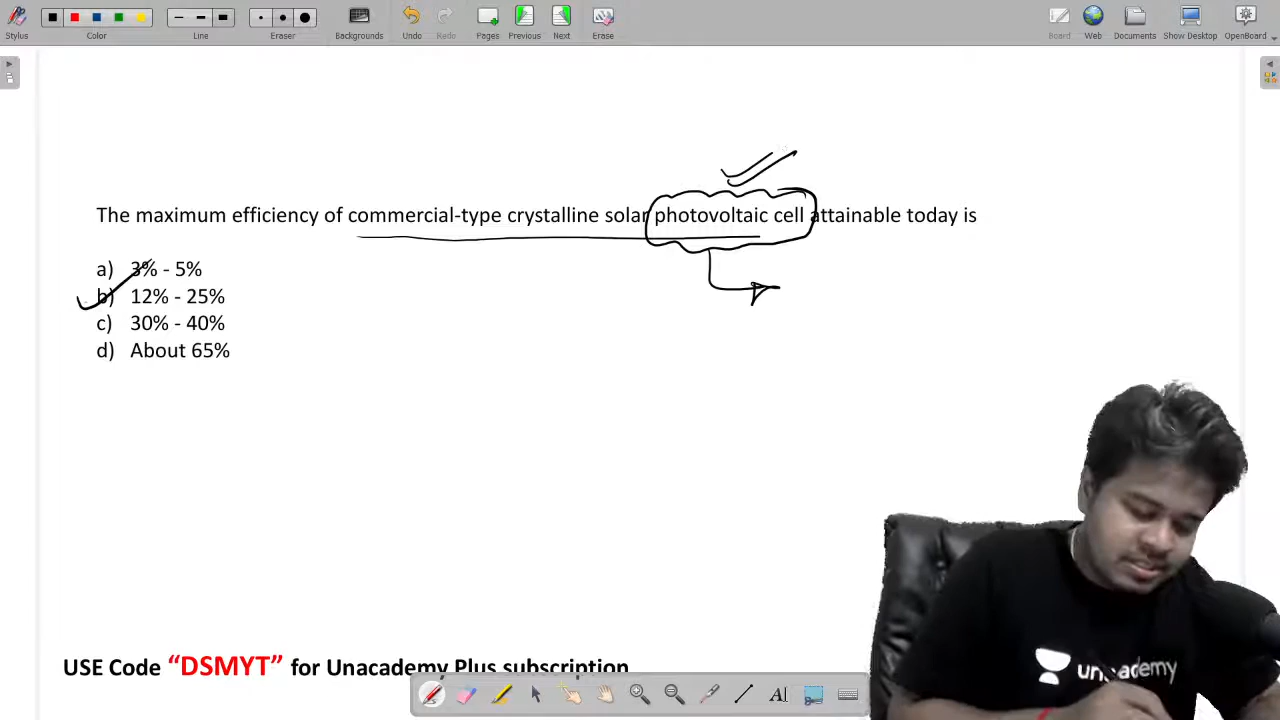 Stylus Color Line Eraser Backgrounds Undo Redo Pages Previous Next Erase Board Web Documents Show Desktop OpenBoard
The maximum efficiency of commercial-type crystalline solar photovoltaic cell attainable today is
a) 3% - 5%
b) 12% - 25%
c) 30% - 40%
d) About 65%
unacademy
USE Code “DSMYT” for Unacademy Plus subscription
AI